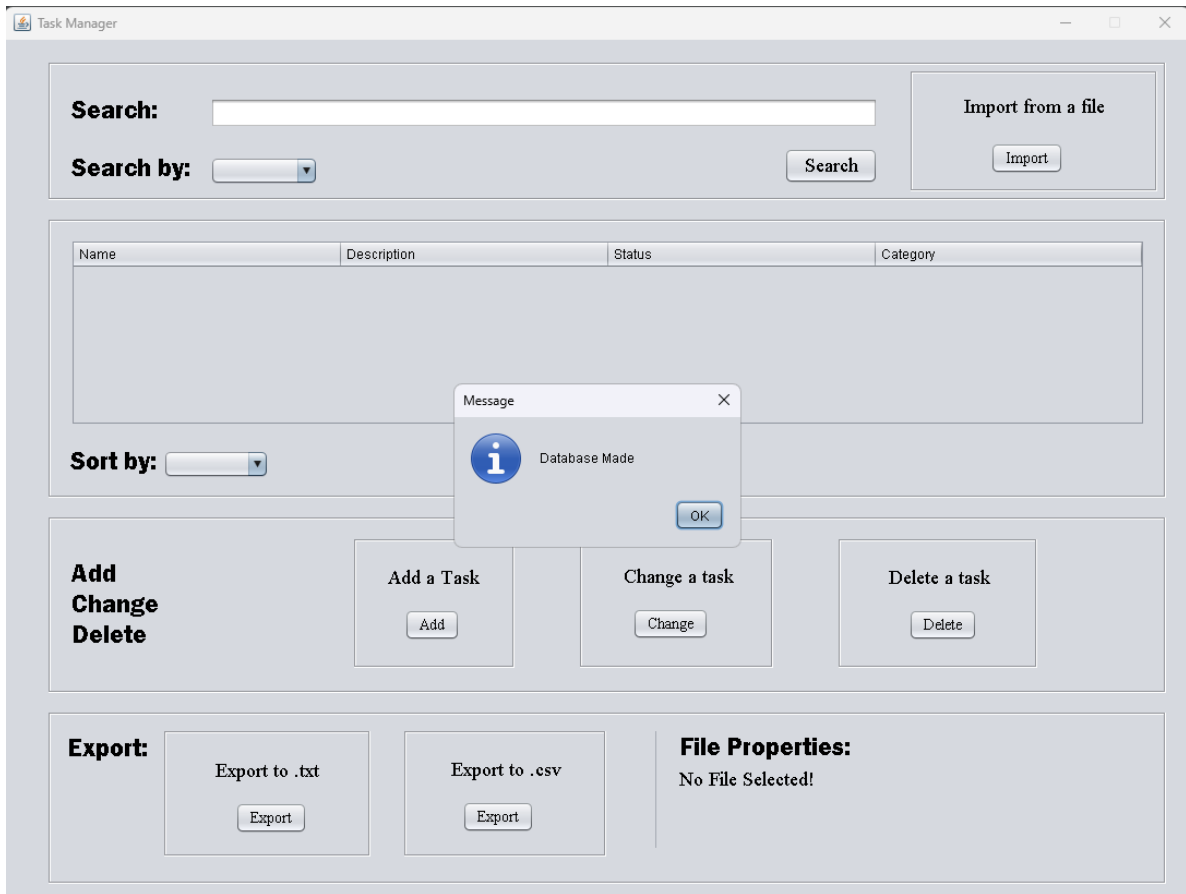 Task Manager
Search:
Import from a file
Search by:
Search
Import
Name Description Status Category
Message
Database Made
Sort by:
OK
Add
Change
Delete
Add a Task
Add
Change a task
Change
Delete a task
Delete
Export:
Export to .txt
Export
Export to .csv
Export
File Properties:
No File Selected!